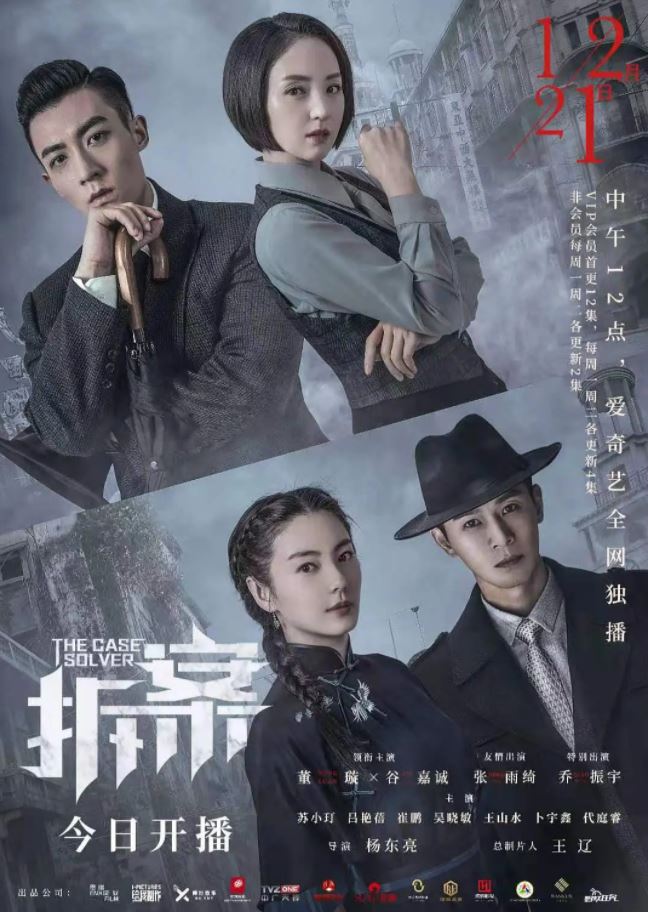 12月
21日
中午12点，爱奇艺全网独播
VIP会员首更12集，每周一周二各更新4集
非会员每周一周二各更新2集
THE CASE
SOLVER
拆案
今日开播
领衔主演
董璇×谷嘉诚
友情出演
张雨绮
特别出演
乔振宇
主演
苏小玎 吕艳蓓 崔鹏 吴晓敏 王山水 卜宇鑫 代庭睿
导演 杨东亮
总制片人 王辽
出品公司：
TVZONE